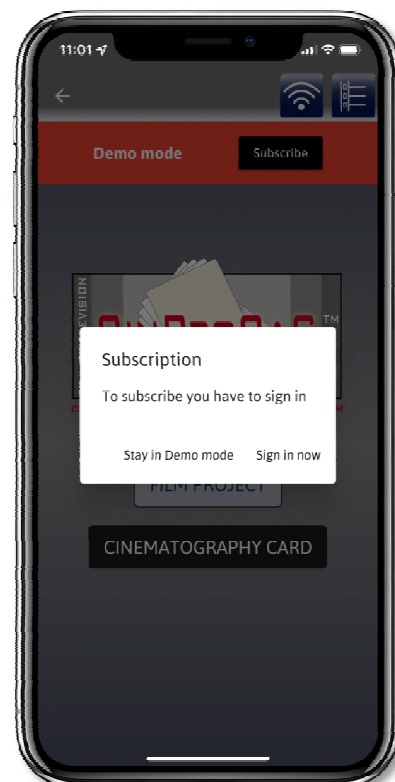 11:01
Demo mode
Subscribe
TM
Subscription
To subscribe you have to sign in
Stay in Demo mode
Sign in now
FILM PROJECT
CINEMATOGRAPHY CARD